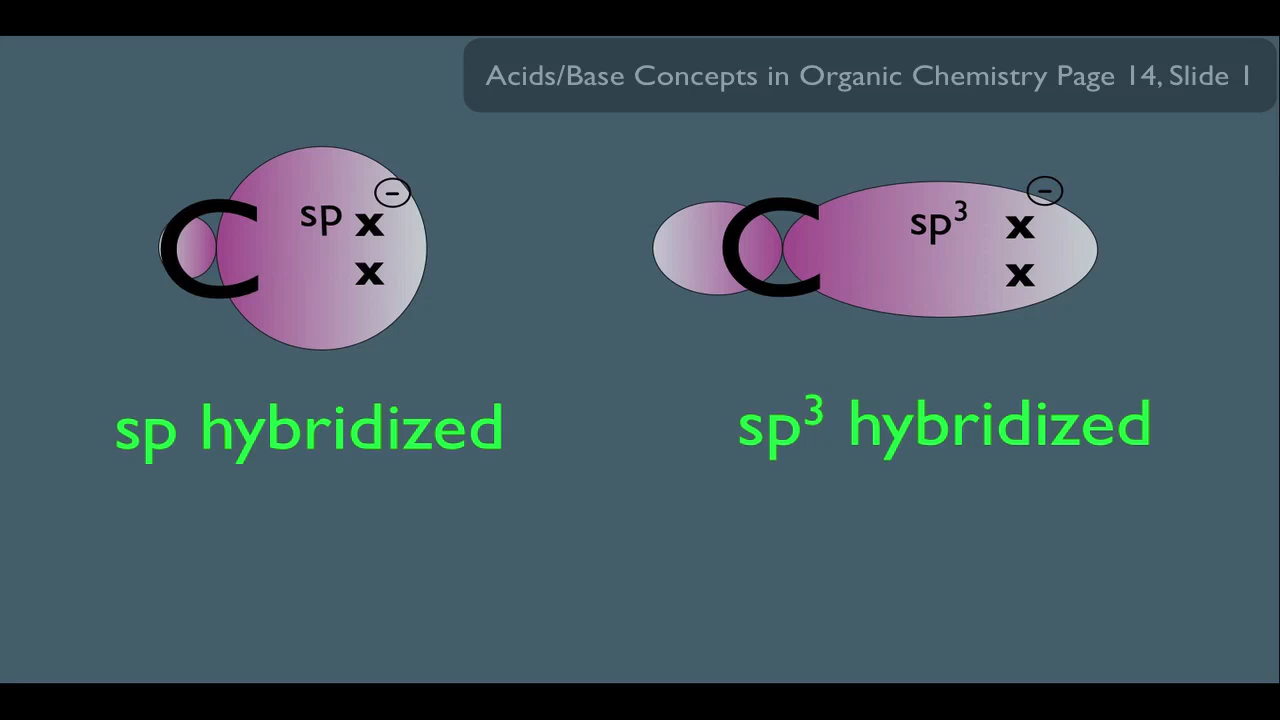 Acids/Base Concepts in Organic Chemistry Page 14, Slide 1
C sp x −
x
C sp³ x −
x
sp hybridized
sp³ hybridized